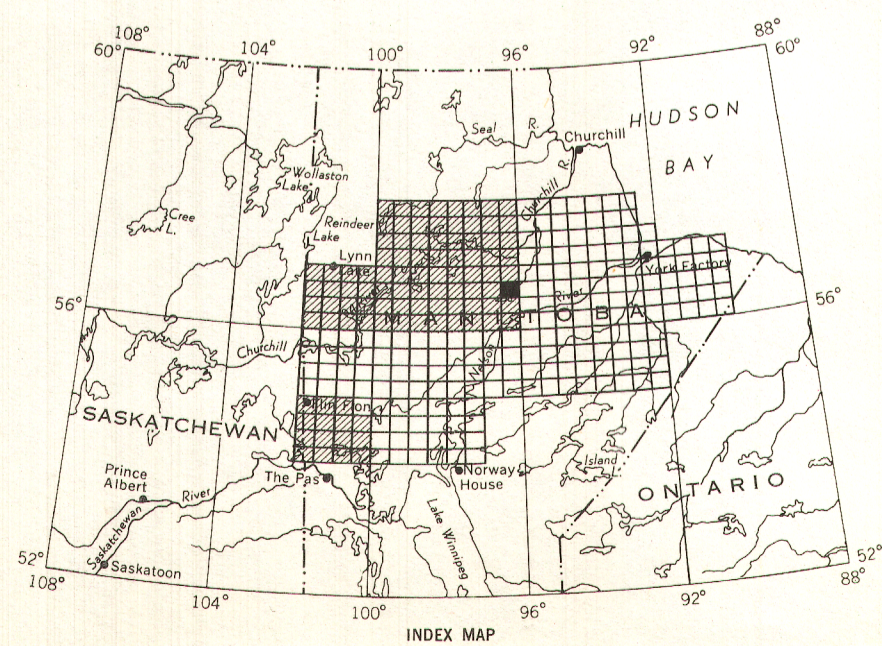 108°
60°
104°
100°
96°
92°
88°
60°
HUDSON
BAY
Seal R.
Churchill
Churchill R.
Wollaston
Lake
Cree
L.
Reindeer
Lake
Lynn
Lake
York Factory
56°
56°
River
MANITOBA
Churchill
River
Nelson
Flin Flon
SASKATCHEWAN
Prince
Albert
River
The Pas
Norway
House
Island
ONTARIO
Lake Winnipeg
Saskatchewan
Saskatoon
52°
108°
104°
100°
96°
92°
52°
88°
INDEX MAP